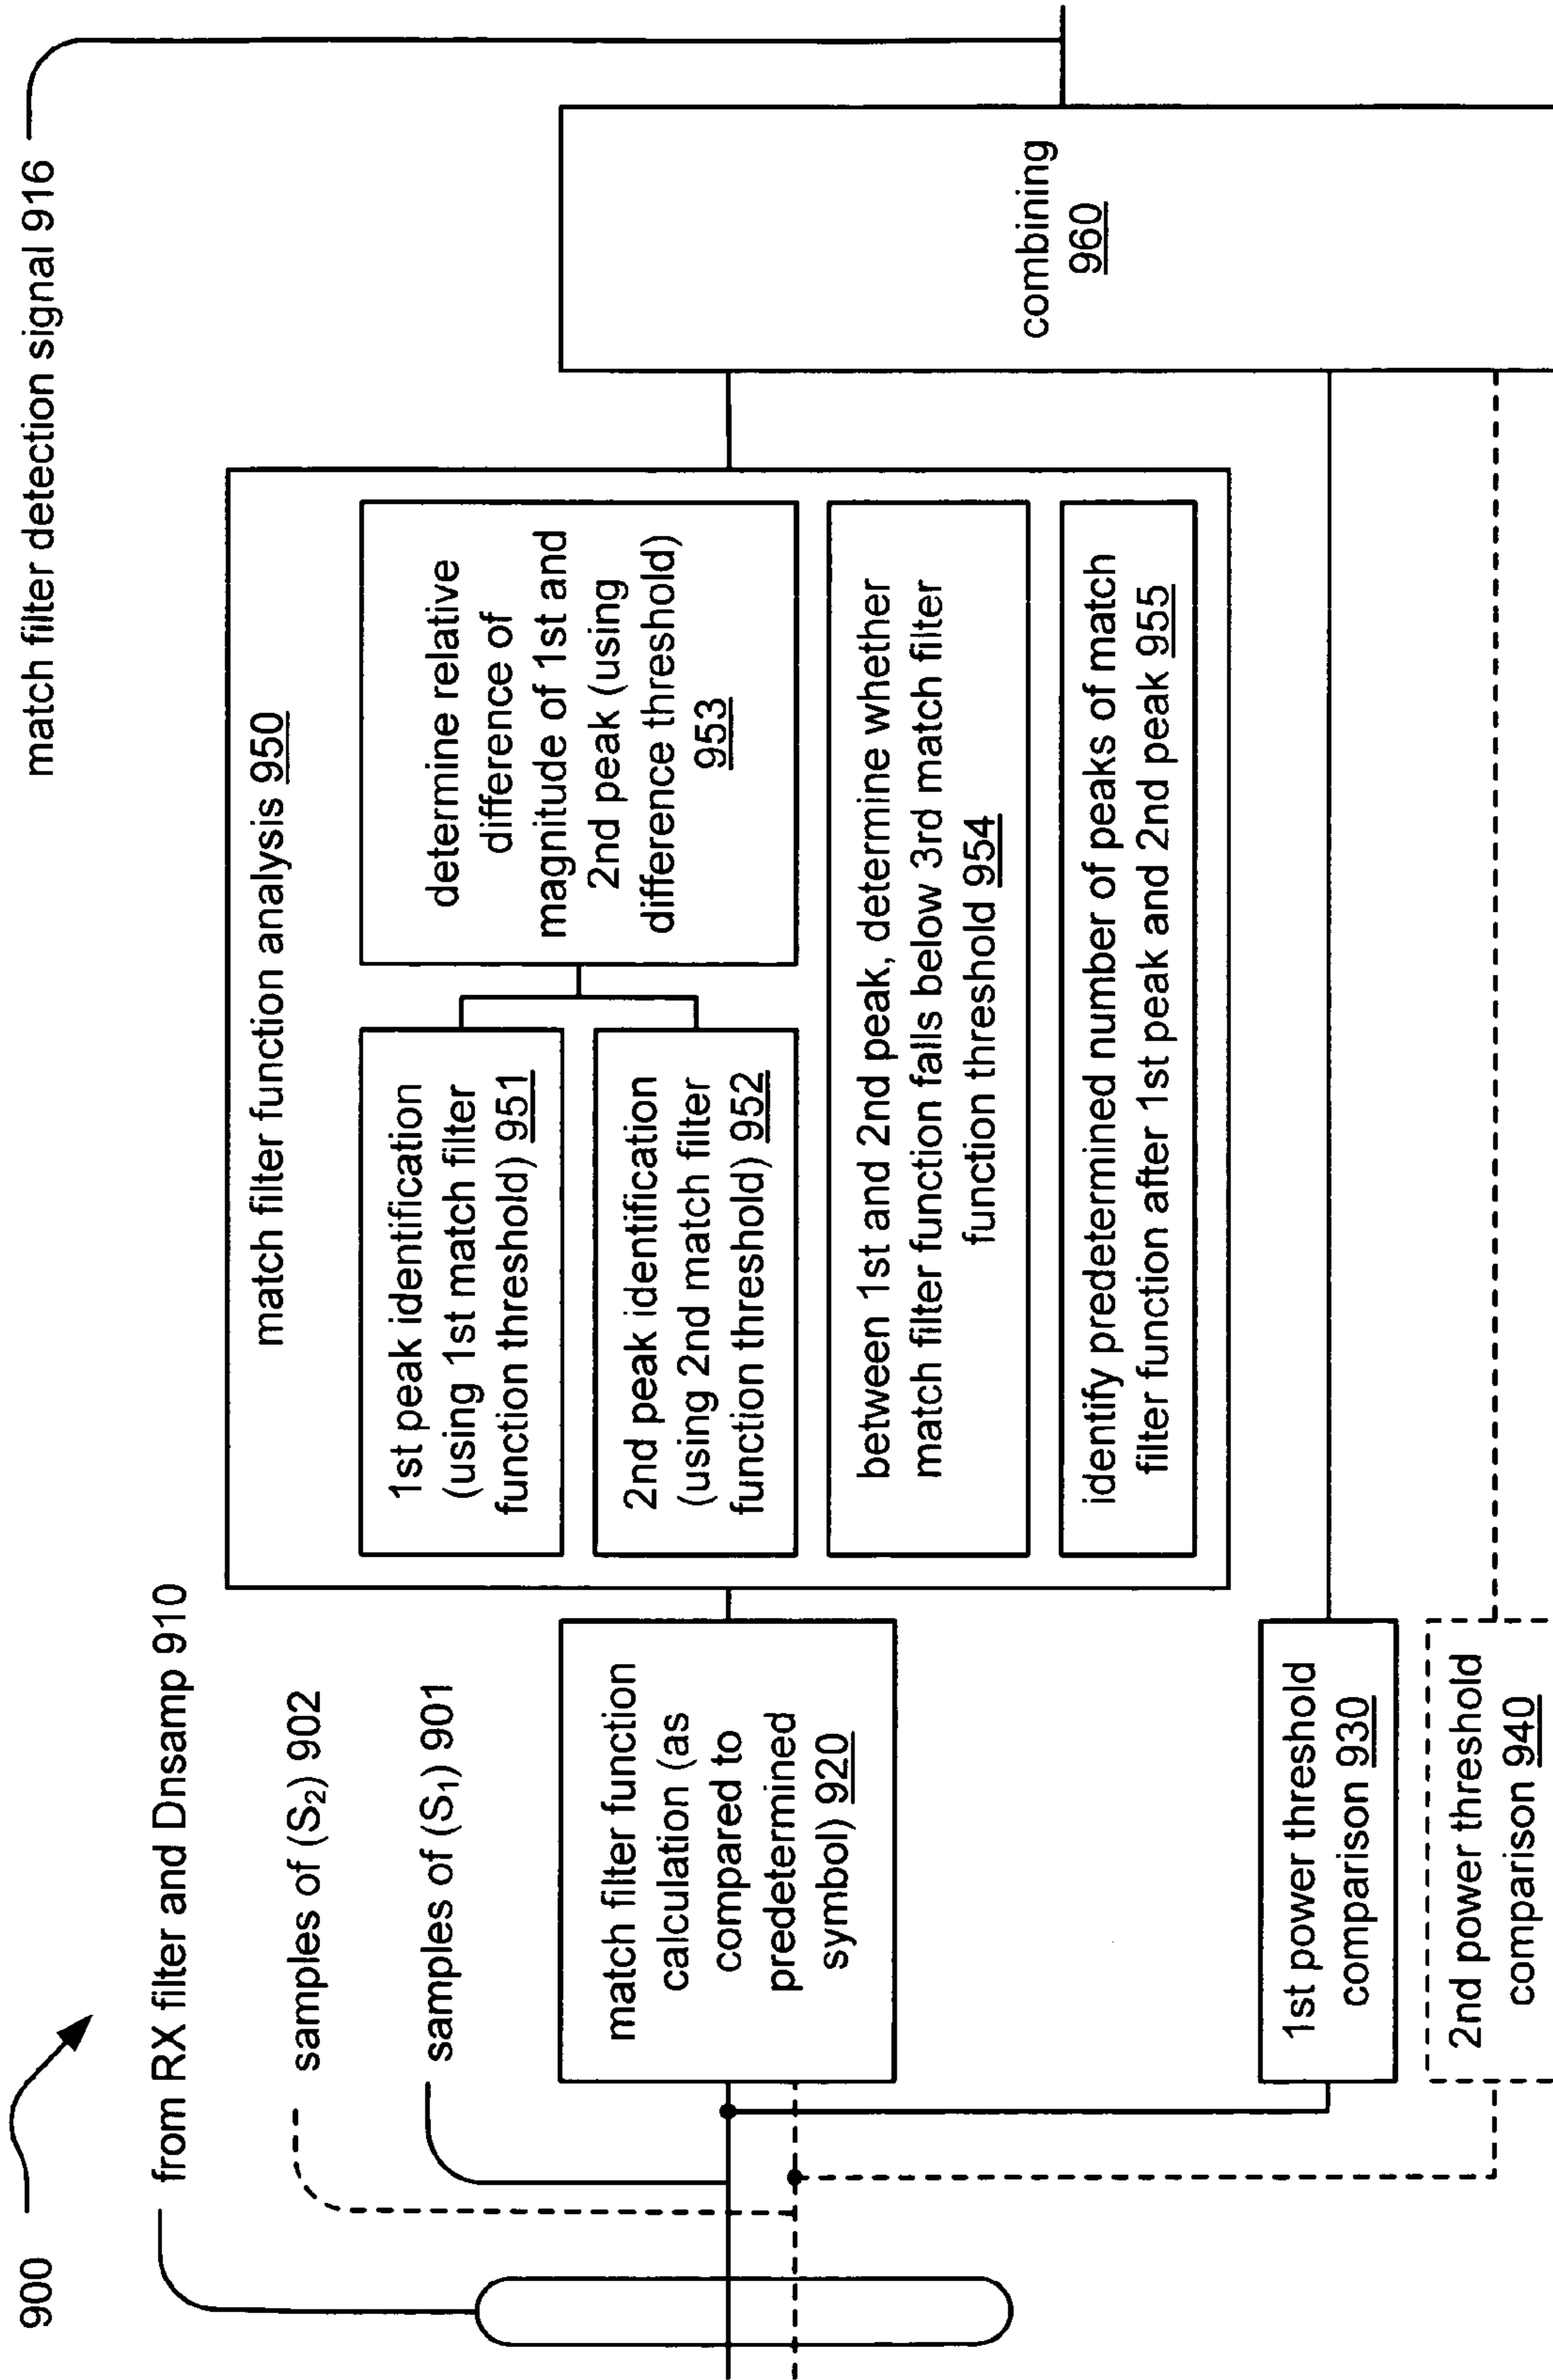 900
from RX filter and Dnsamp 910
samples of (S₂) 902
samples of (S₁) 901
match filter function
calculation (as
compared to
predetermined
symbol) 920
1st power threshold
comparison 930
2nd power threshold
comparison 940
match filter function analysis 950
1st peak identification
(using 1st match filter
function threshold) 951
2nd peak identification
(using 2nd match filter
function threshold) 952
determine relative
difference of
magnitude of 1st and
2nd peak (using
difference threshold)
953
between 1st and 2nd peak, determine whether
match filter function falls below 3rd match filter
function threshold 954
identify predetermined number of peaks of match
filter function after 1st peak and 2nd peak 955
combining
960
match filter detection signal 916